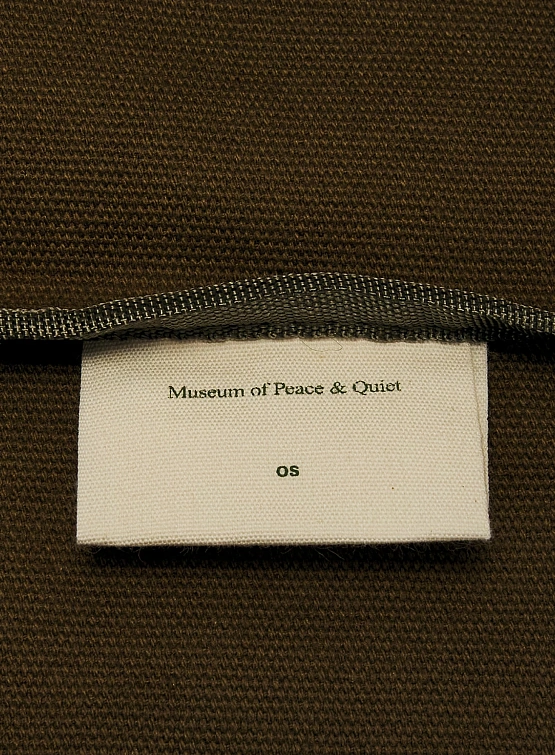 Museum of Peace & Quiet
OS